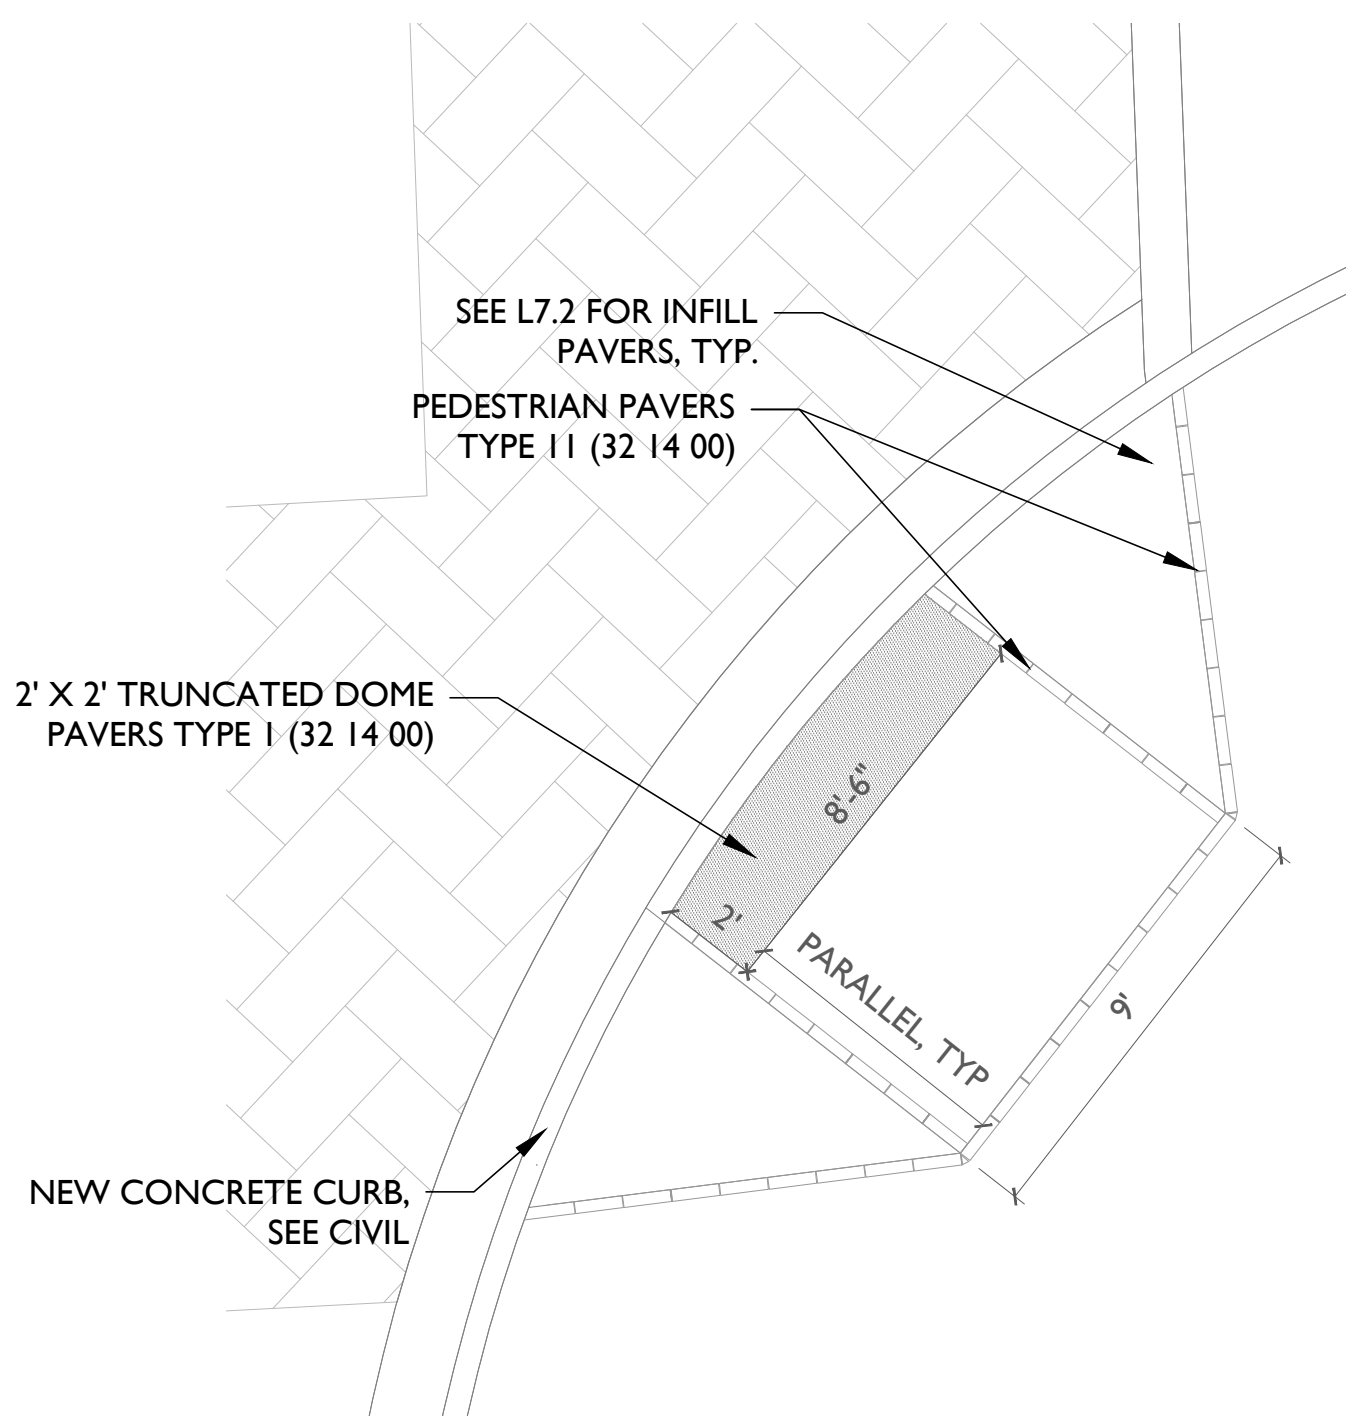 SEE L7.2 FOR INFILL
PAVERS, TYP.
PEDESTRIAN PAVERS
TYPE 11 (32 14 00)
2' X 2' TRUNCATED DOME
PAVERS TYPE 1 (32 14 00)
8'-6"
2'
PARALLEL, TYP
9'
NEW CONCRETE CURB,
SEE CIVIL